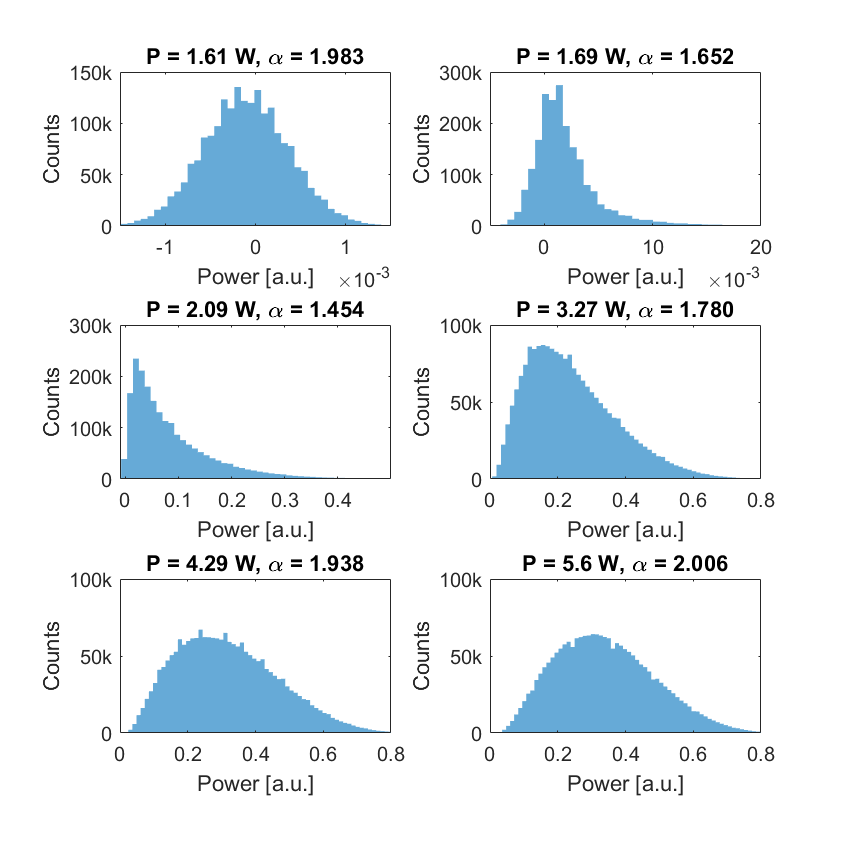 P = 1.61 W, α = 1.983
150k
100k
50k
0
Counts
-1
0
1
Power [a.u.]
×10-3
P = 1.69 W, α = 1.652
300k
200k
100k
0
Counts
0
10
20
Power [a.u.]
×10-3
P = 2.09 W, α = 1.454
300k
200k
100k
0
Counts
0
0.1
0.2
0.3
0.4
Power [a.u.]
P = 3.27 W, α = 1.780
100k
50k
0
Counts
0
0.2
0.4
0.6
0.8
Power [a.u.]
P = 4.29 W, α = 1.938
100k
50k
0
Counts
0
0.2
0.4
0.6
0.8
Power [a.u.]
P = 5.6 W, α = 2.006
100k
50k
0
Counts
0
0.2
0.4
0.6
0.8
Power [a.u.]